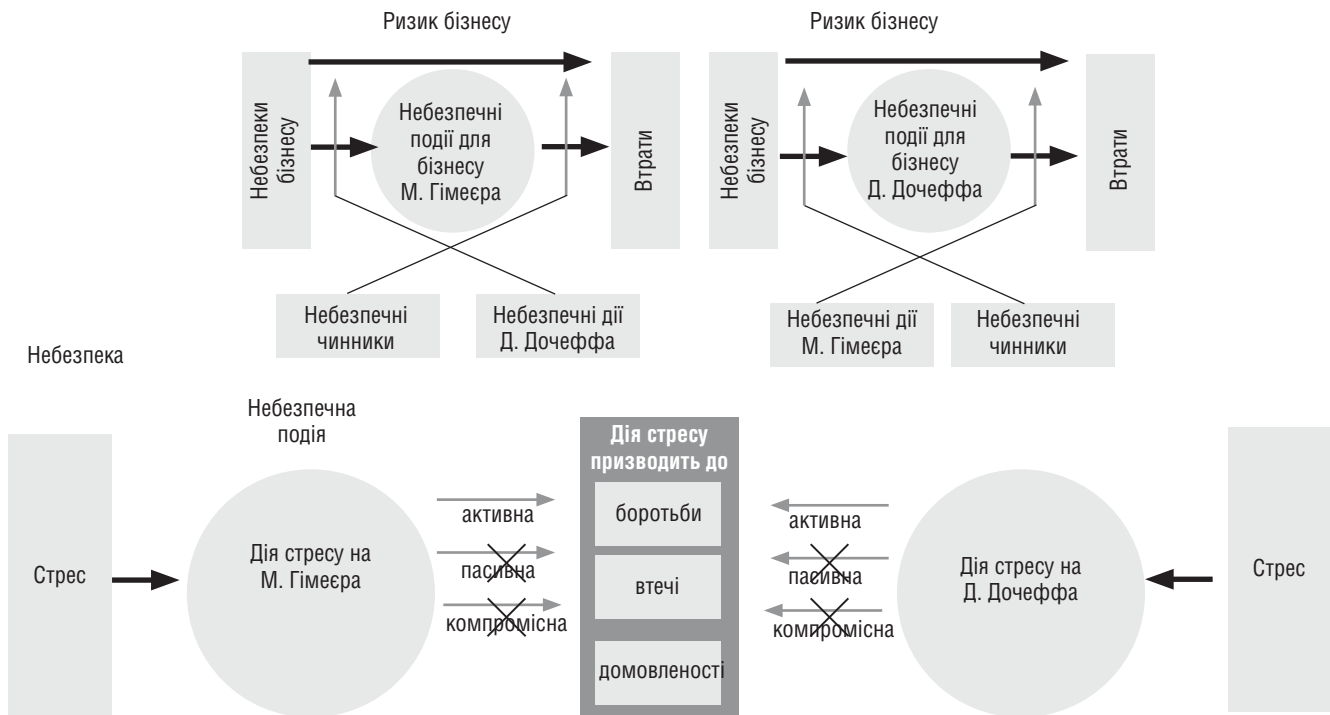 Ризик бізнесу
Небезпеки
бізнесу
Небезпечні
події для
бізнесу
М. Гімеєра
Втрати
Небезпечні
чинники
Небезпечні дії
Д. Дочеффа
Ризик бізнесу
Небезпеки
бізнесу
Небезпечні
події для
бізнесу
Д. Дочеффа
Втрати
Небезпечні дії
М. Гімеєра
Небезпечні
чинники
Небезпека
Небезпечна
подія
Стрес
Дія стресу на
М. Гімеєра
активна
пасивна
компромісна
Дія стресу
призводить до
боротьби
втечі
домовленості
активна
пасивна
компромісна
Дія стресу на
Д. Дочеффа
Стрес